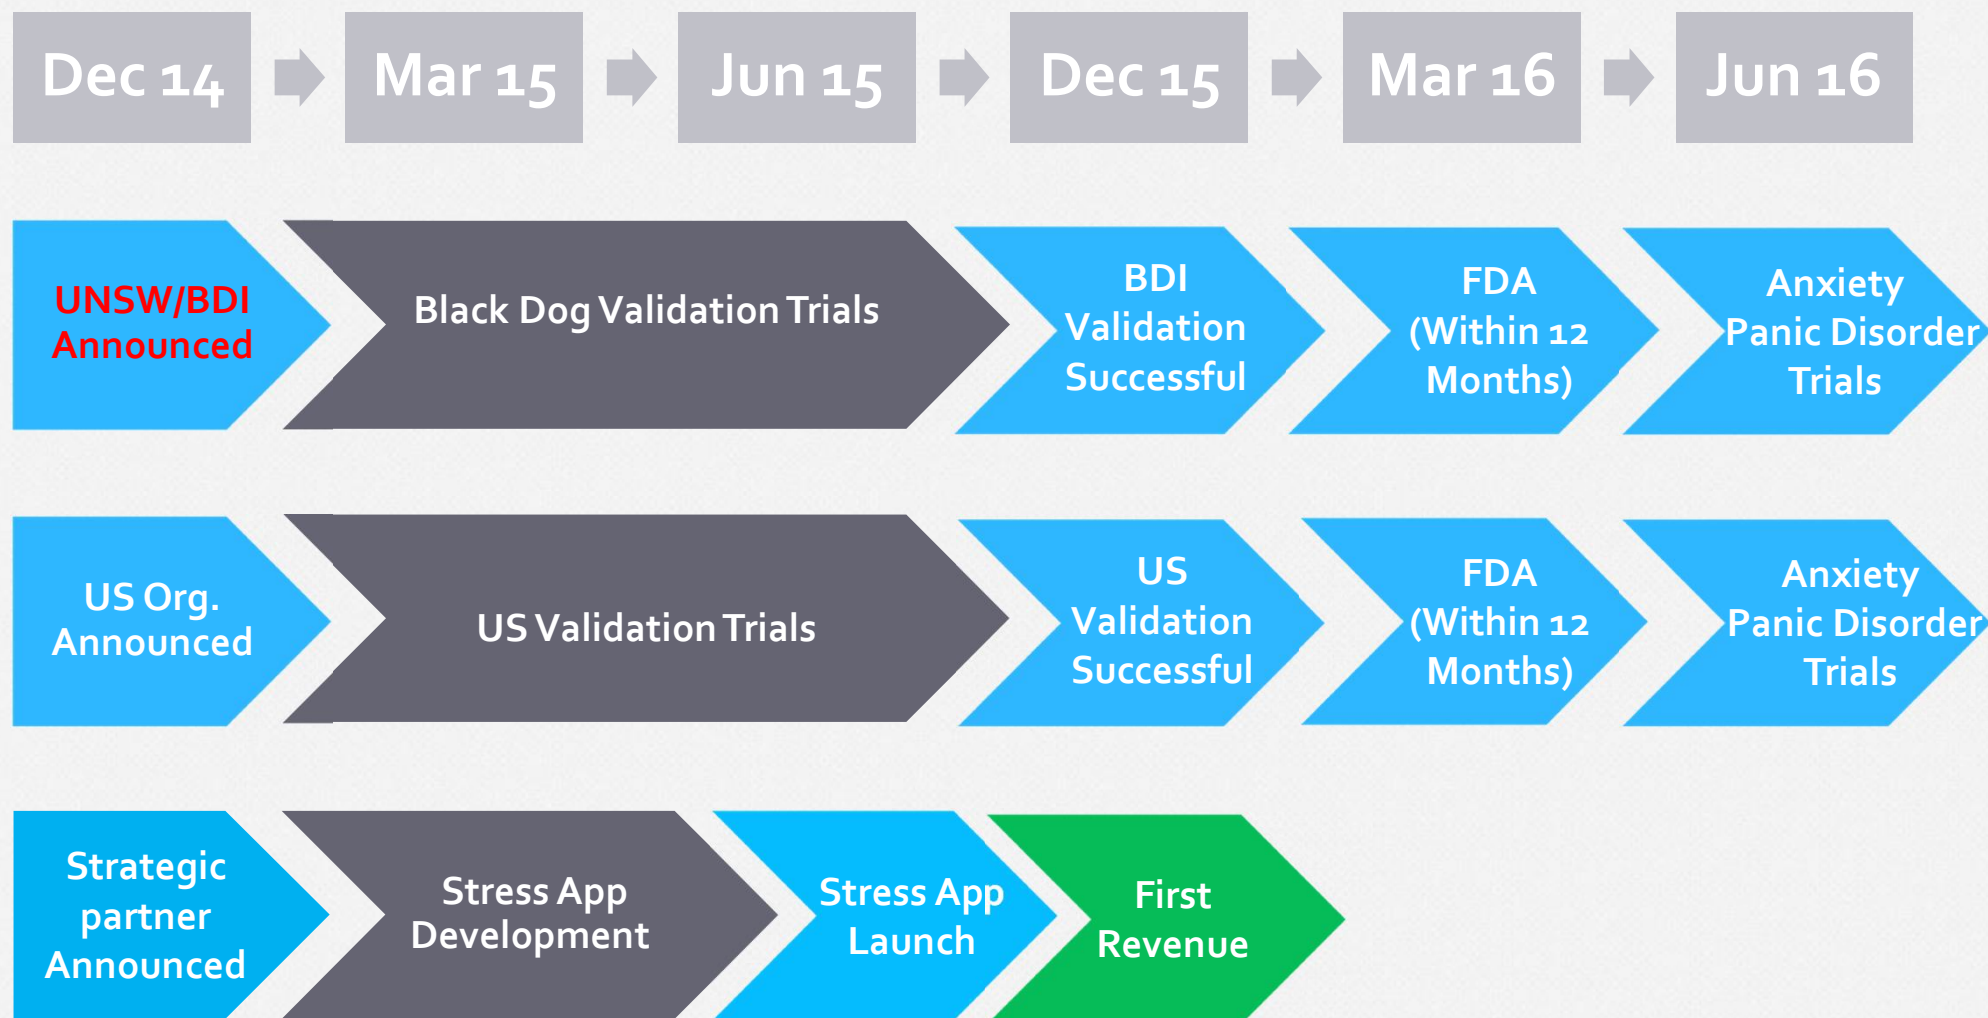 Dec 14
Mar 15
Jun 15
Dec 15
Mar 16
Jun 16
UNSW/BDI
Announced
Black Dog Validation Trials
BDI
Validation
Successful
FDA
(Within 12
Months)
Anxiety
Panic Disorder
Trials
US Org.
Announced
US Validation Trials
US
Validation
Successful
FDA
(Within 12
Months)
Anxiety
Panic Disorder
Trials
Strategic
partner
Announced
Stress App
Development
Stress App
Launch
First
Revenue